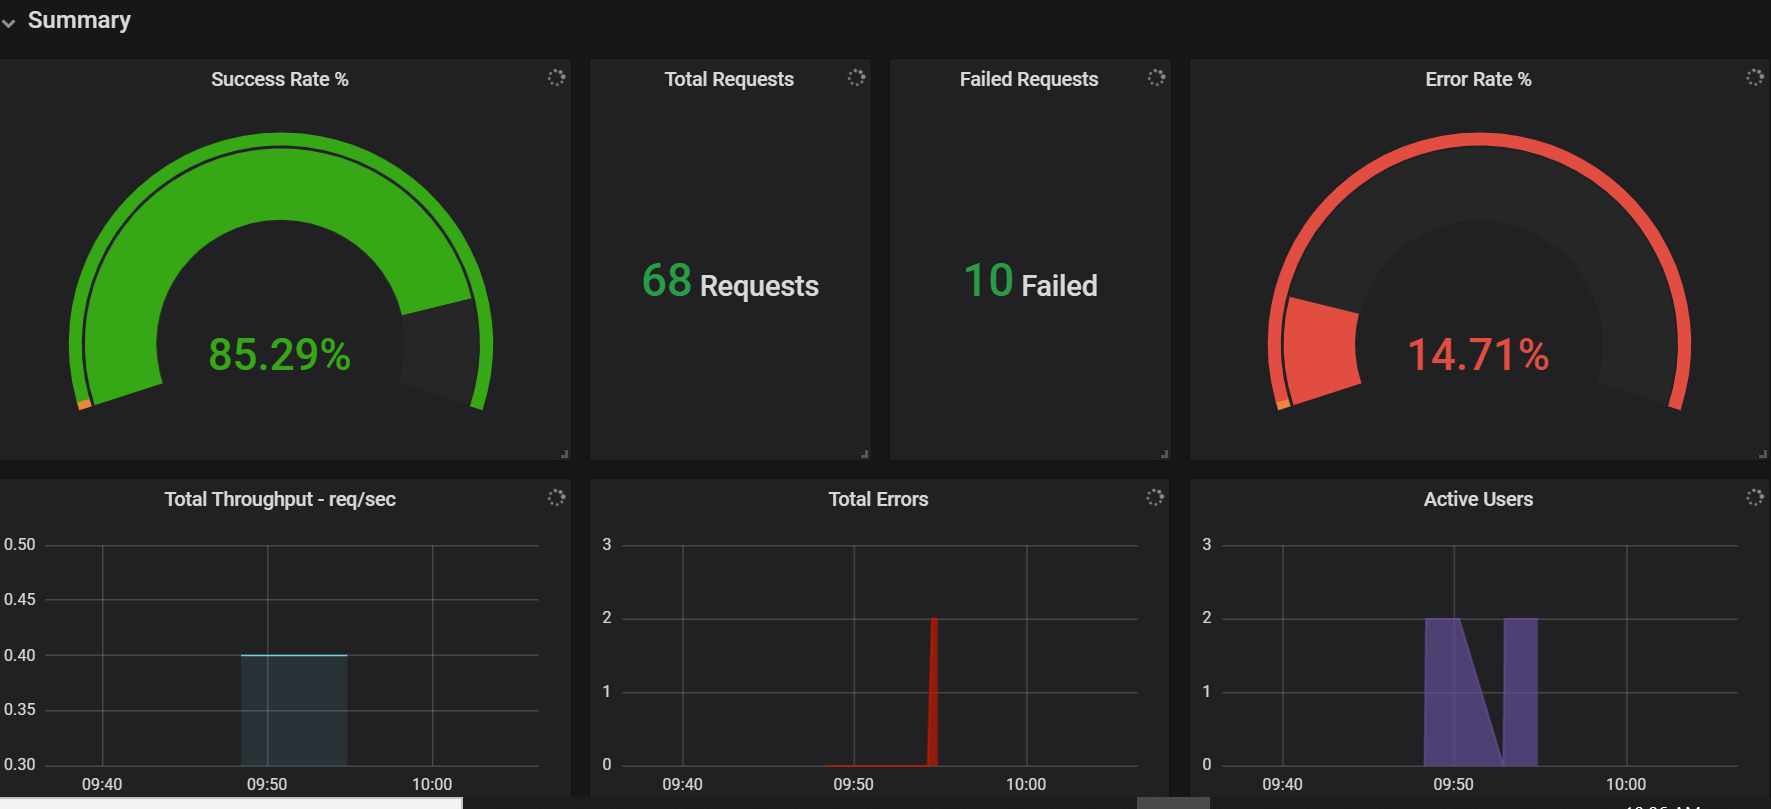 Summary
Success Rate %
85.29%
Total Requests
68 Requests
Failed Requests
10 Failed
Error Rate %
14.71%
Total Throughput - req/sec
0.50
0.45
0.40
0.35
0.30
09:40 09:50 10:00
Total Errors
3
2
1
0
09:40 09:50 10:00
Active Users
3
2
1
0
09:40 09:50 10:00